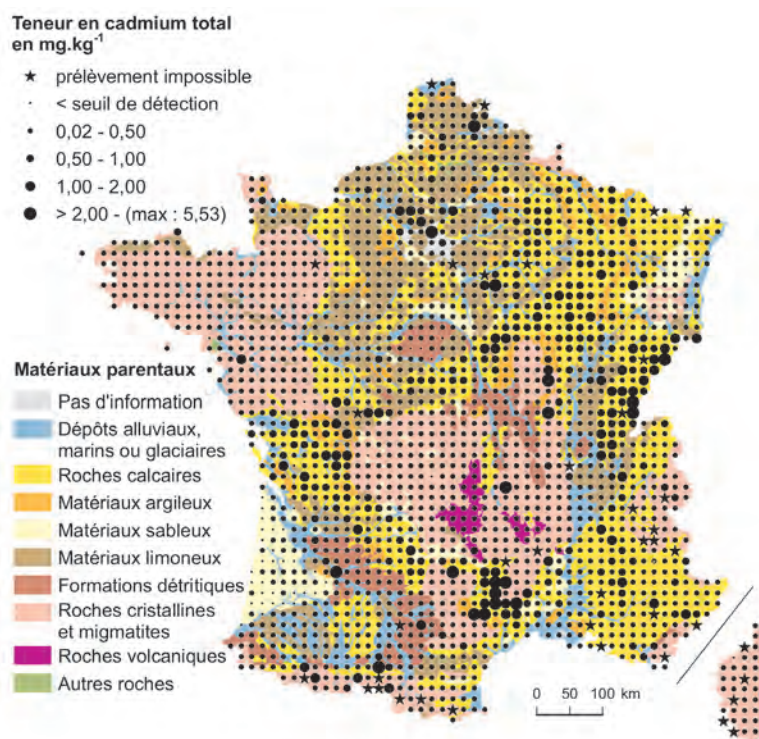 Teneur en cadmium total
en mg.kg⁻¹
prélèvement impossible
< seuil de détection
0,02 - 0,50
0,50 - 1,00
1,00 - 2,00
> 2,00 - (max : 5,53)
Matériaux parentaux
Pas d'information
Dépôts alluviaux,
marins ou glaciaires
Roches calcaires
Matériaux argileux
Matériaux sableux
Matériaux limoneux
Formations détritiques
Roches cristallines
et migmatites
Roches volcaniques
Autres roches
0 50 100 km